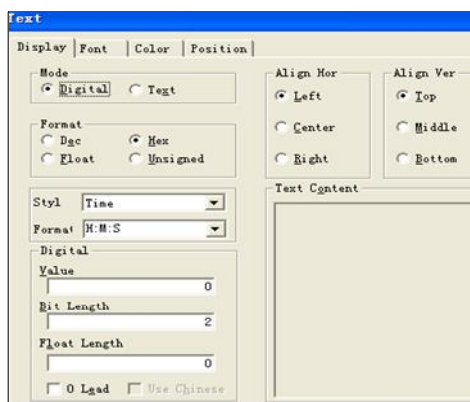 Text
Display Font Color Position
Mode
Digital Text
Format
Dec Hex
Float Unsigned
Styl Time
Format H:M:S
Digital
Value
0
Bit Length
2
Float Length
0
0 Lead Use Chinese
Align Hor
Left
Center
Right
Align Ver
Top
Middle
Bottom
Text Content